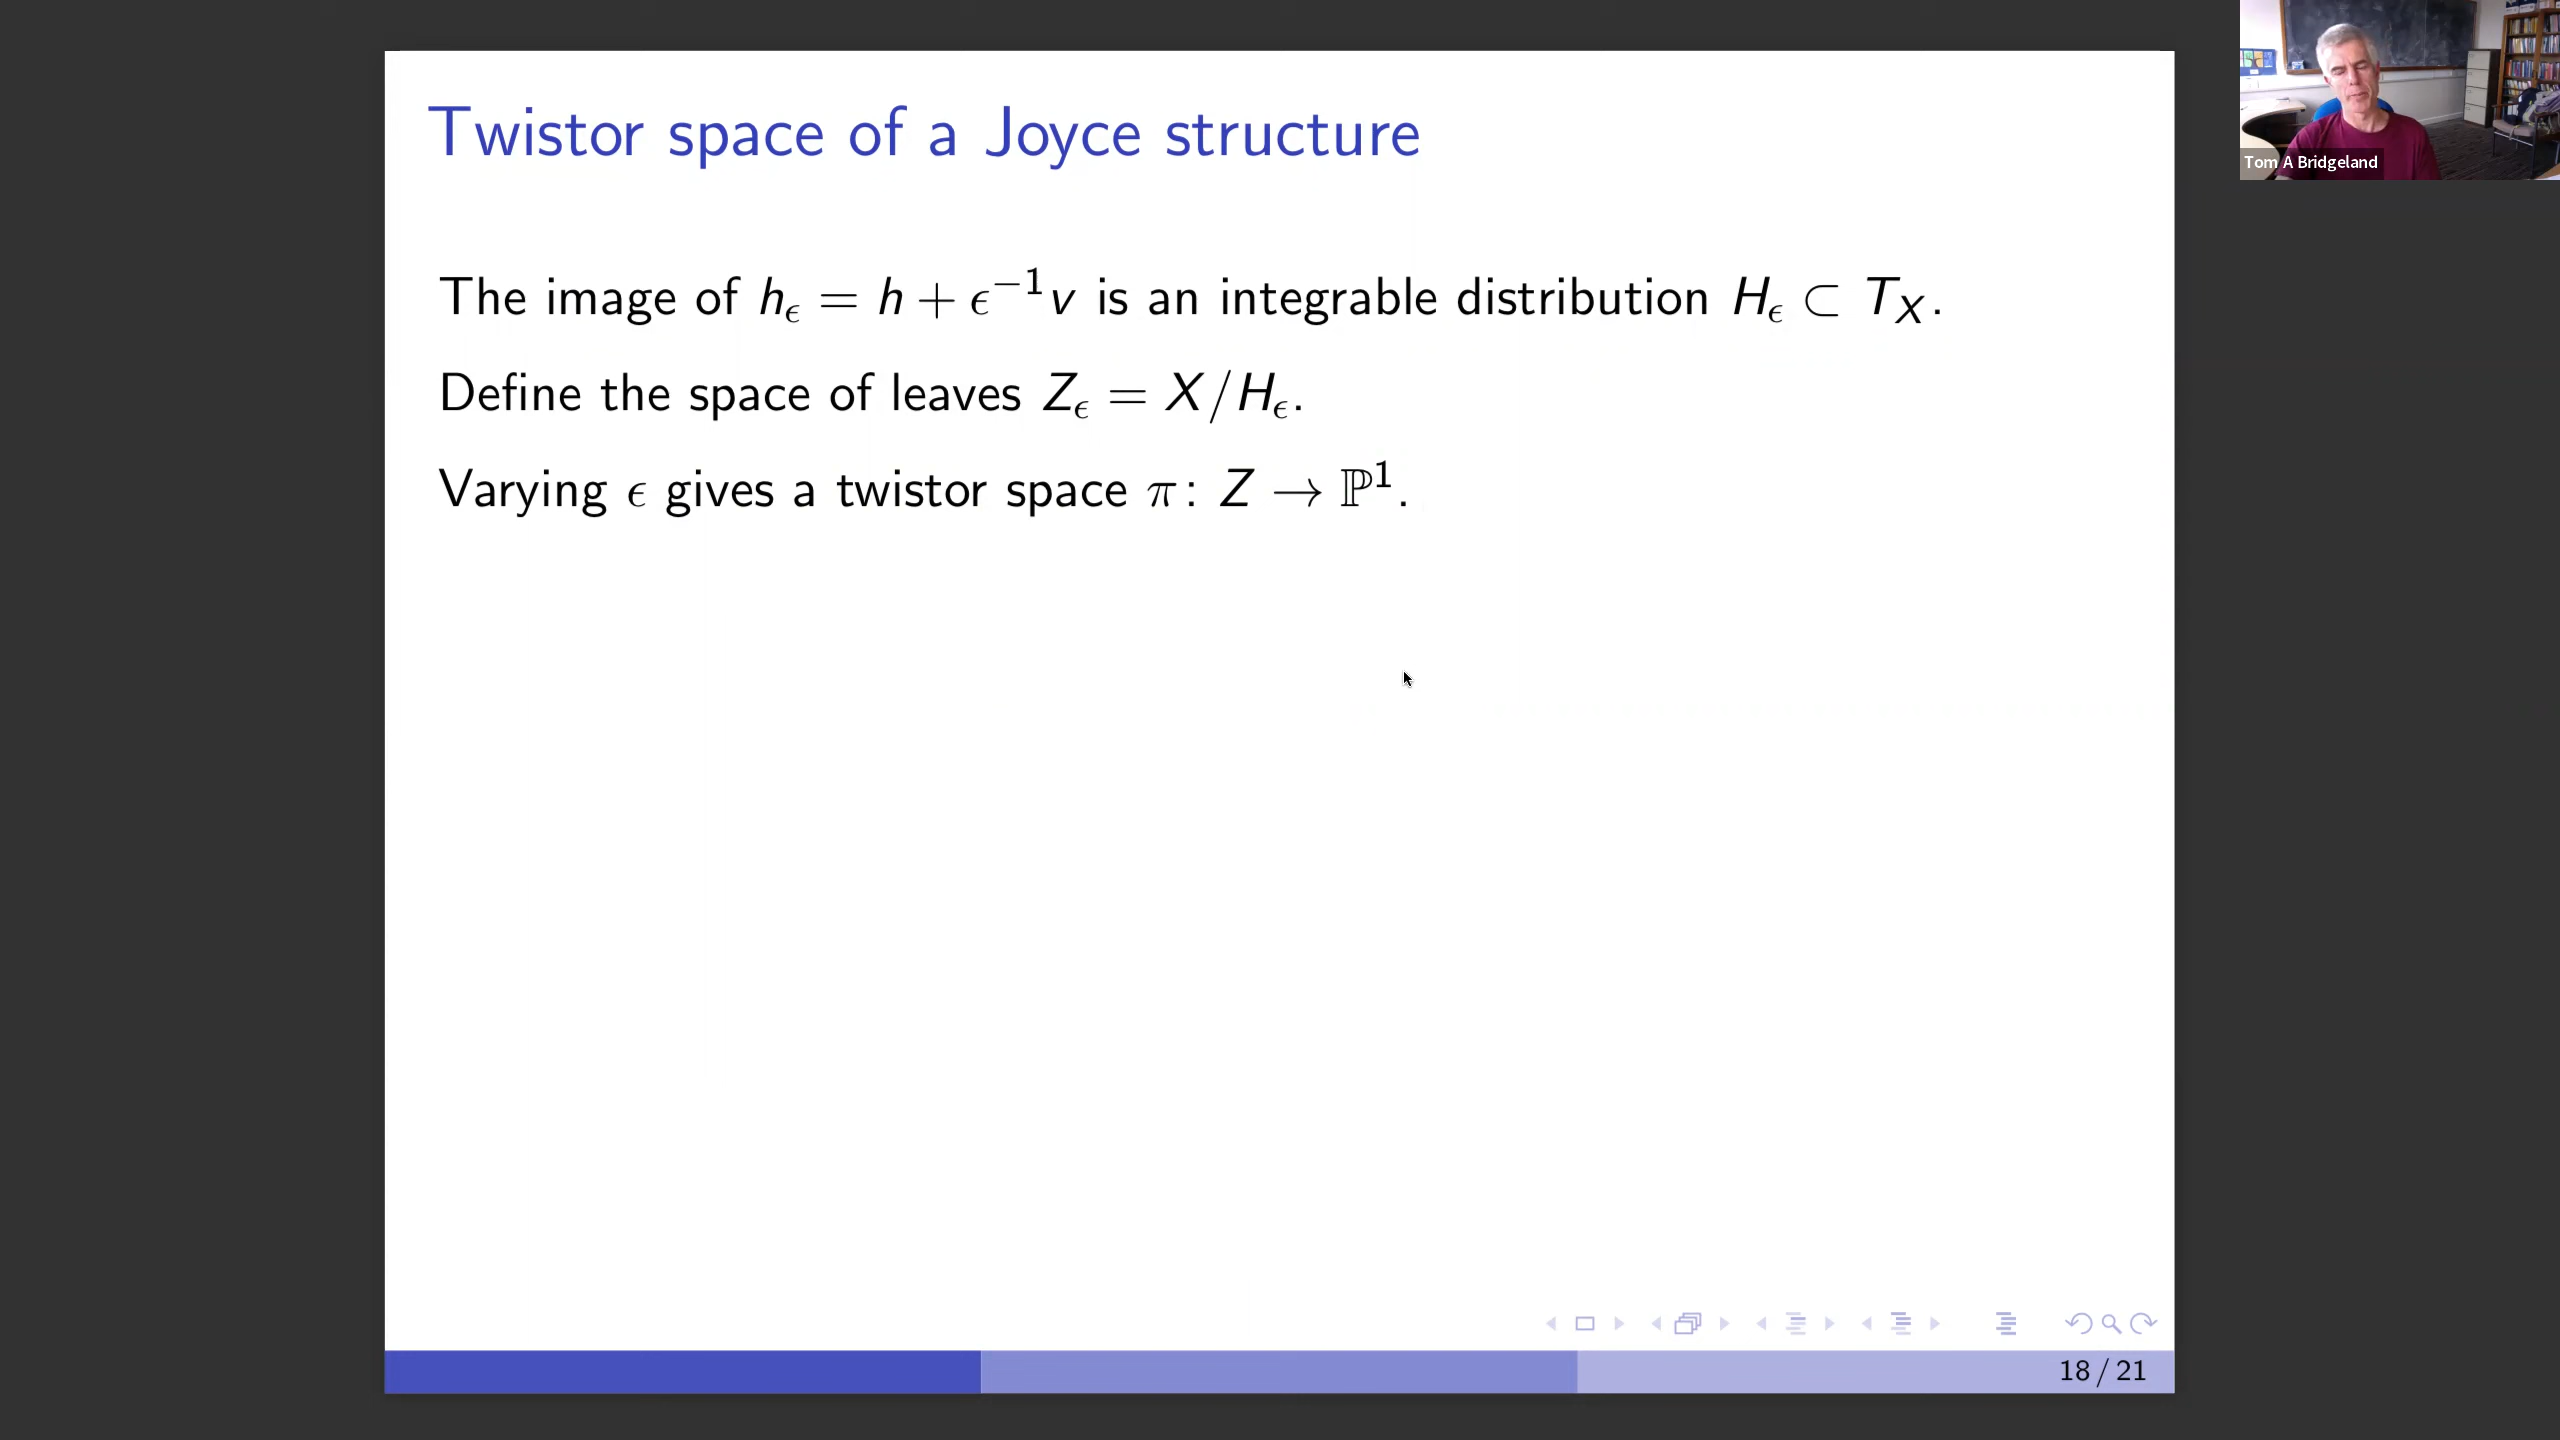 Twistor space of a Joyce structure
The image of $h_\epsilon = h + \epsilon^{-1} v$ is an integrable distribution $H_\epsilon \subset T_X$.
Define the space of leaves $Z_\epsilon = X/H_\epsilon$.
Varying $\epsilon$ gives a twistor space $\pi \colon Z \to \mathbb{P}^1$.
18 / 21
Tom A Bridgeland